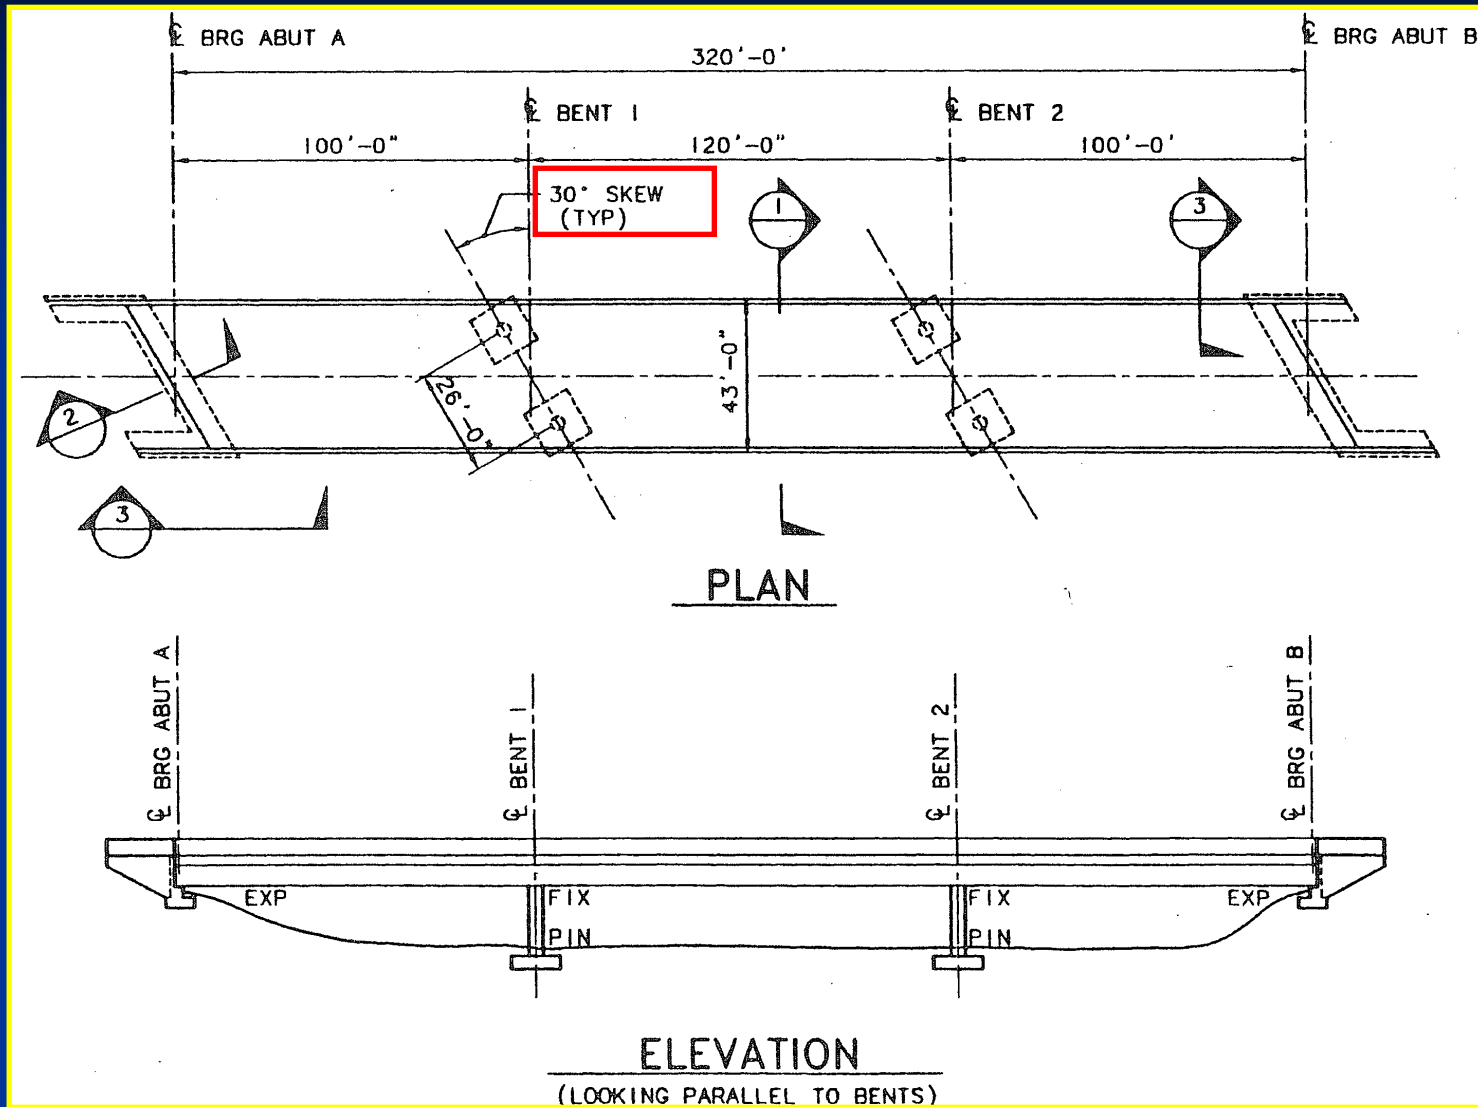 ℄ BRG ABUT A
℄ BRG ABUT B
320'-0'
℄ BENT 1
℄ BENT 2
100'-0"
120'-0"
100'-0'
30° SKEW
(TYP)
1
3
43'-0"
26'-0"
2
3
PLAN
℄ BRG ABUT A
℄ BENT 1
℄ BENT 2
℄ BRG ABUT B
EXP
FIX
FIX
EXP
PIN
PIN
ELEVATION
(LOOKING PARALLEL TO BENTS)